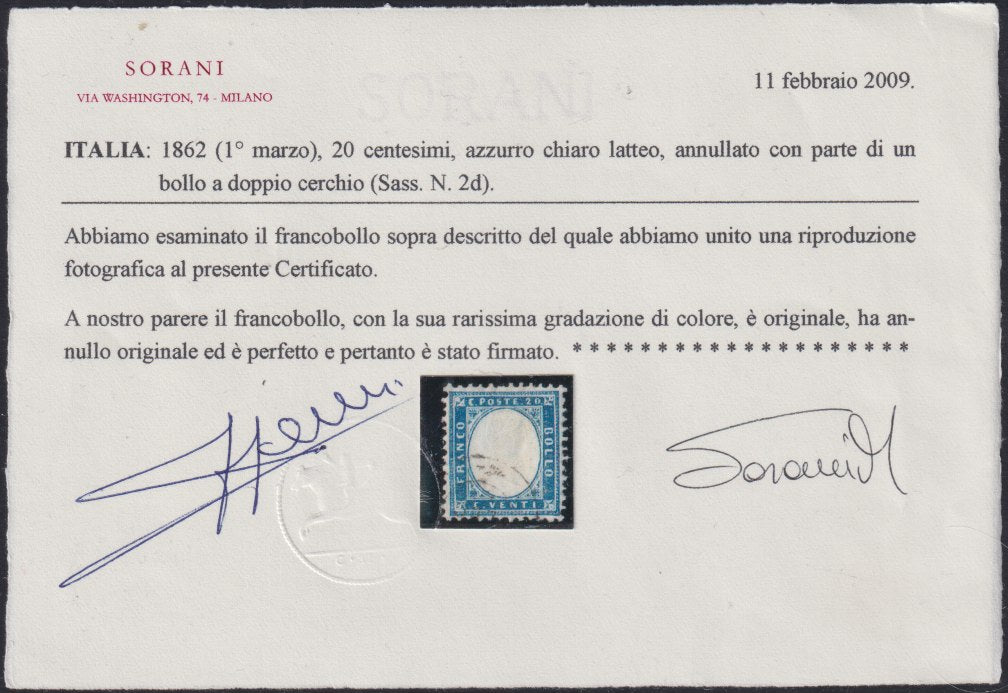 SORANI
VIA WASHINGTON, 74 - MILANO
11 febbraio 2009.
ITALIA: 1862 (1° marzo), 20 centesimi, azzurro chiaro latteo, annullato con parte di un
bollo a doppio cerchio (Sass. N. 2d).
Abbiamo esaminato il francobollo sopra descritto del quale abbiamo unito una riproduzione
fotografica al presente Certificato.
A nostro parere il francobollo, con la sua rarissima gradazione di colore, è originale, ha an-
nullo originale ed è perfetto e pertanto è stato firmato. * * * * * * * * * * * * * * * * * * * *
C. POSTE. 20.
FRANCO
BOLLO
C. VENTI.
Sorani